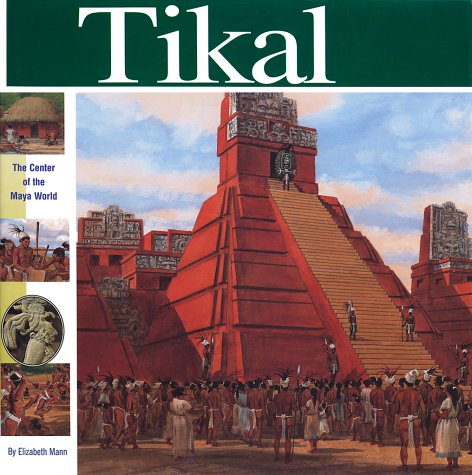 Tikal
The Center
of the
Maya World
By Elizabeth Mann